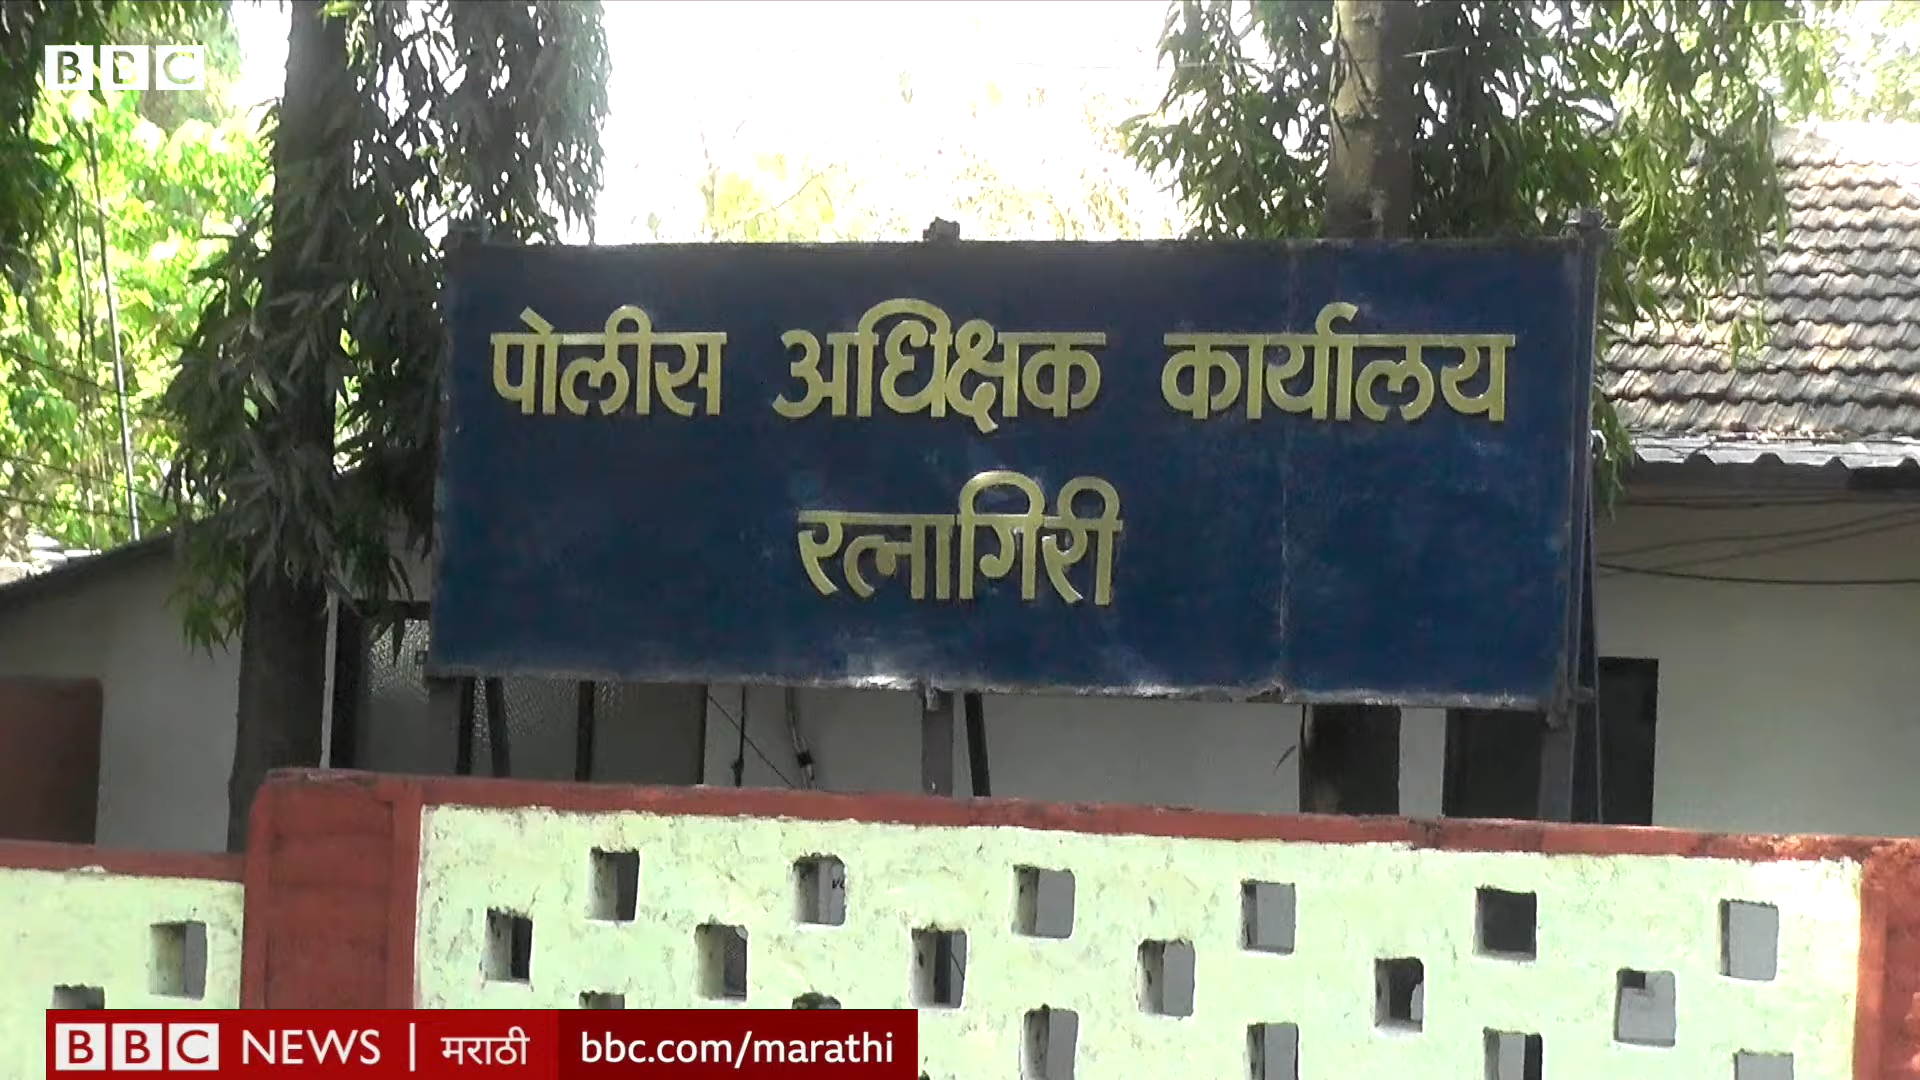 BBC
पोलीस अधिक्षक कार्यालय
रत्नागिरी
BBC NEWS | मराठी bbc.com/marathi